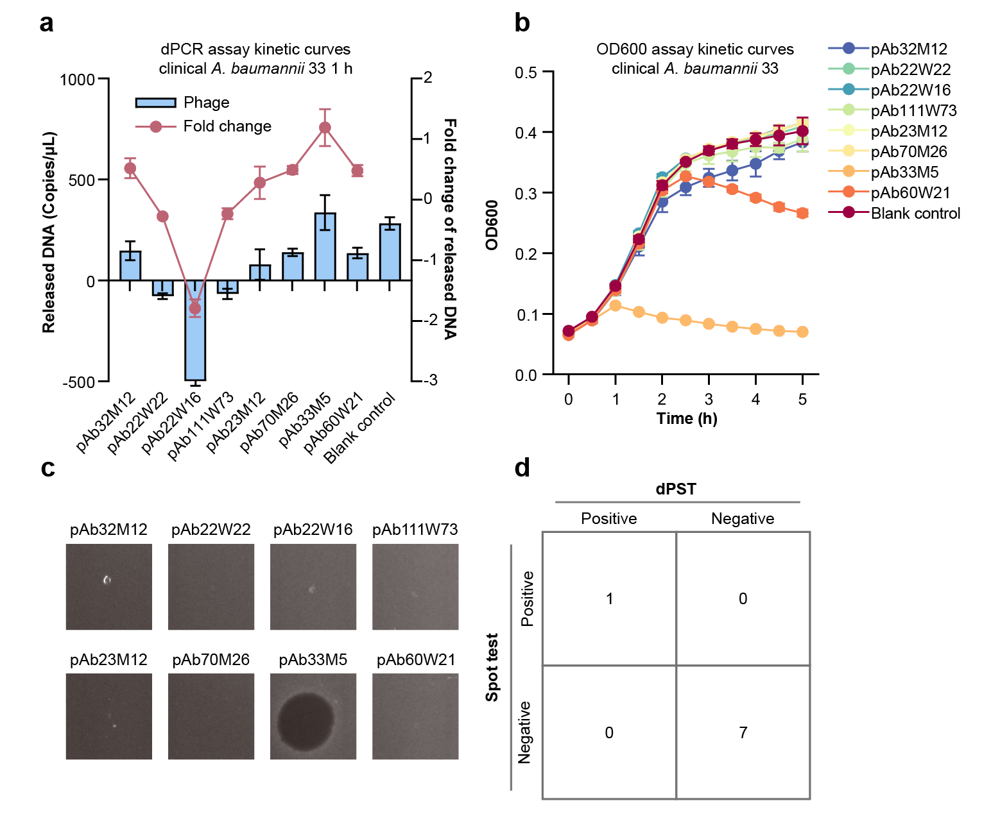 a
dPCR assay kinetic curves
clinical A. baumannii 33 1 h
1000
500
0
-500
Released DNA (Copies/µL)
Phage
Fold change
2
1
0
-1
-2
-3
Fold change of released DNA
pAb32M12
pAb22W22
pAb22W16
pAb111W73
pAb23M12
pAb70M26
pAb33M5
pAb60W21
Blank control
b
OD600 assay kinetic curves
clinical A. baumannii 33
0.5
0.4
0.3
0.2
0.1
0.0
OD600
0 1 2 3 4 5
Time (h)
pAb32M12
pAb22W22
pAb22W16
pAb111W73
pAb23M12
pAb70M26
pAb33M5
pAb60W21
Blank control
c
pAb32M12 pAb22W22 pAb22W16 pAb111W73
pAb23M12 pAb70M26 pAb33M5 pAb60W21
d
dPST
Positive Negative
Spot test
Positive
1 0
Negative
0 7